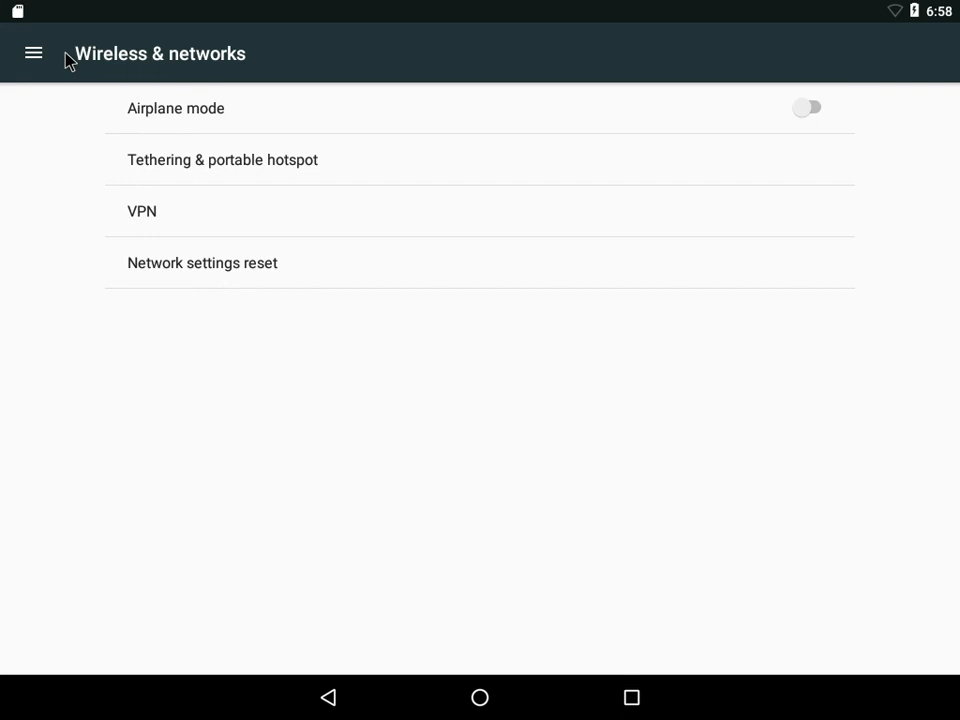 6:58
Wireless & networks
Airplane mode
Tethering & portable hotspot
VPN
Network settings reset